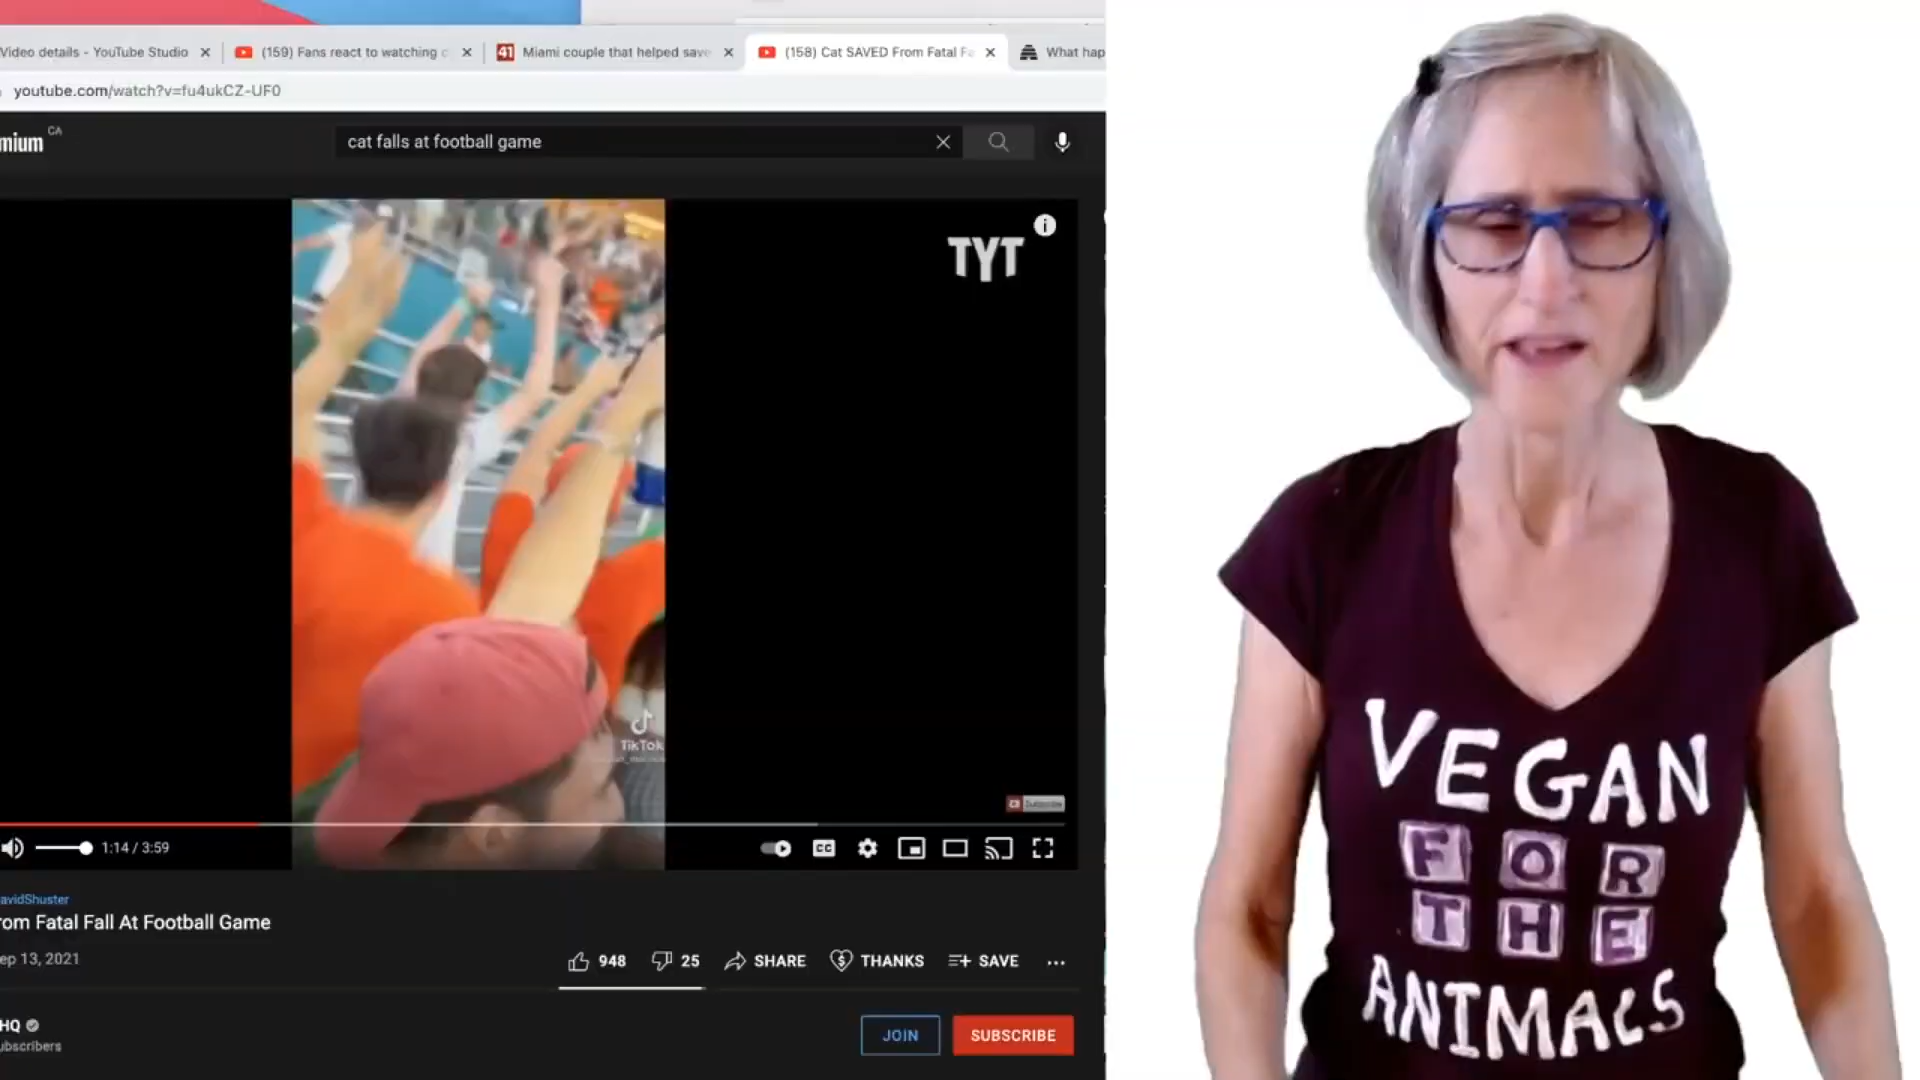 Video details - YouTube Studio
(159) Fans react to watching c
41 Miami couple that helped save
(158) Cat SAVED From Fatal Fa
What hap
youtube.com/watch?v=fu4ukCZ-UF0
mium CA
cat falls at football game
TYT
TikTok
Subscribe
1:14 / 3:59
CC
avidShuster
rom Fatal Fall At Football Game
ep 13, 2021
948
25
SHARE
THANKS
SAVE
HQ
ubscribers
JOIN
SUBSCRIBE
VEGAN
FOR
THE
ANIMALS